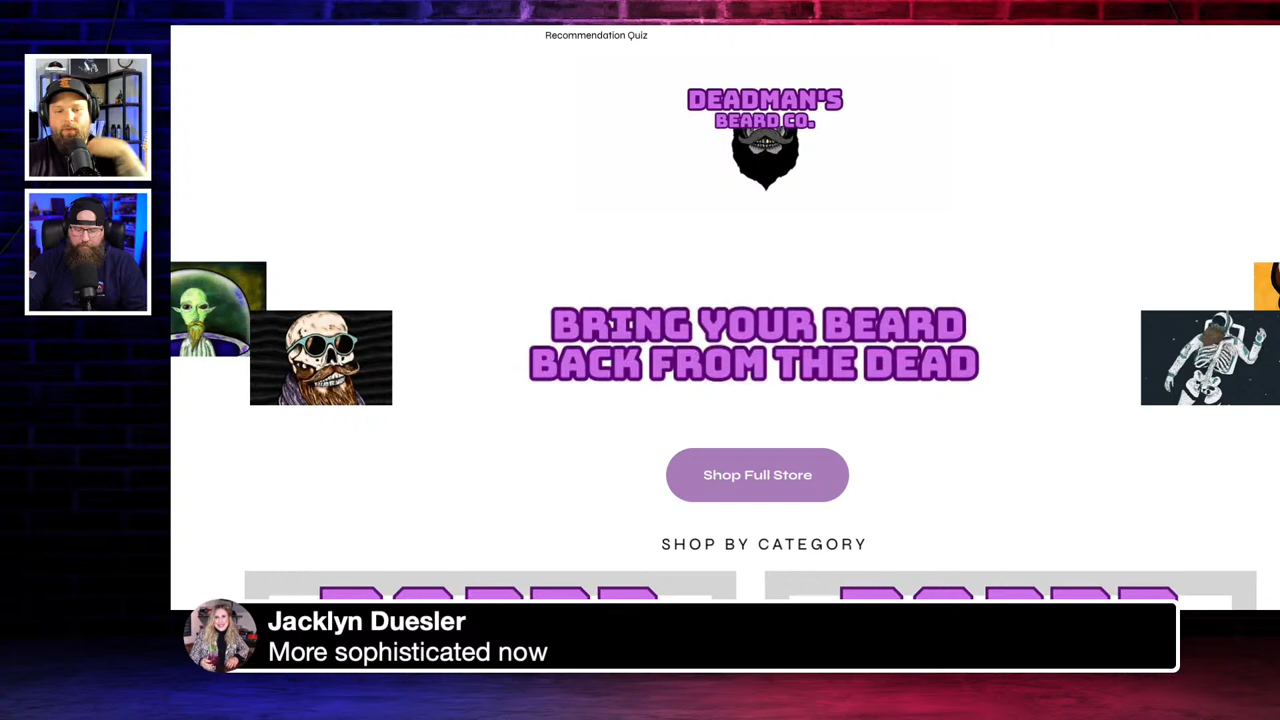 Recommendation Quiz
DEADMAN'S
BEARD CO.
BRING YOUR BEARD
BACK FROM THE DEAD
Shop Full Store
SHOP BY CATEGORY
Jacklyn Duesler
More sophisticated now